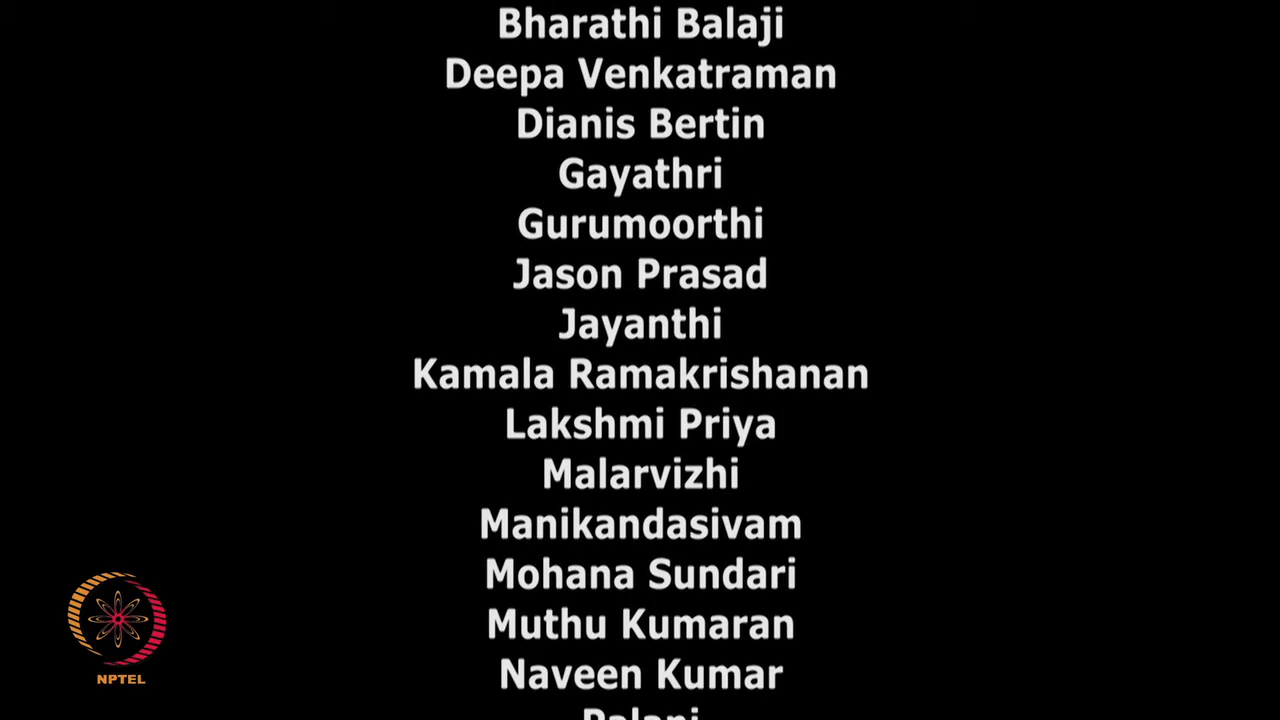 Bharathi Balaji
Deepa Venkatraman
Dianis Bertin
Gayathri
Gurumoorthi
Jason Prasad
Jayanthi
Kamala Ramakrishanan
Lakshmi Priya
Malarvizhi
Manikandasivam
Mohana Sundari
Muthu Kumaran
Naveen Kumar
NPTEL